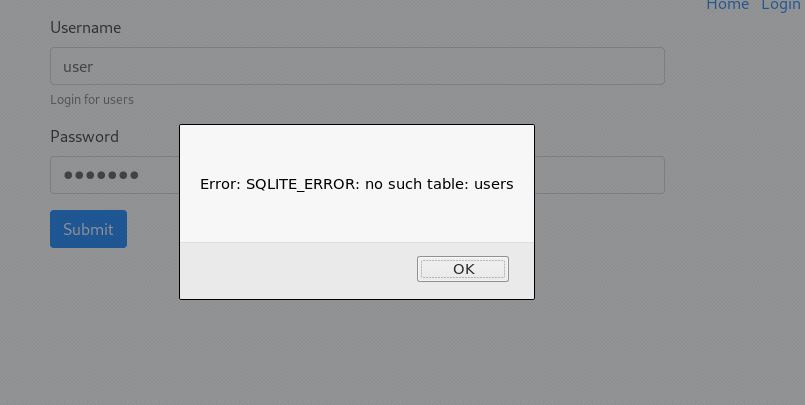 Home Login
Username
user
Login for users
Password
Error: SQLITE_ERROR: no such table: users
Submit
OK